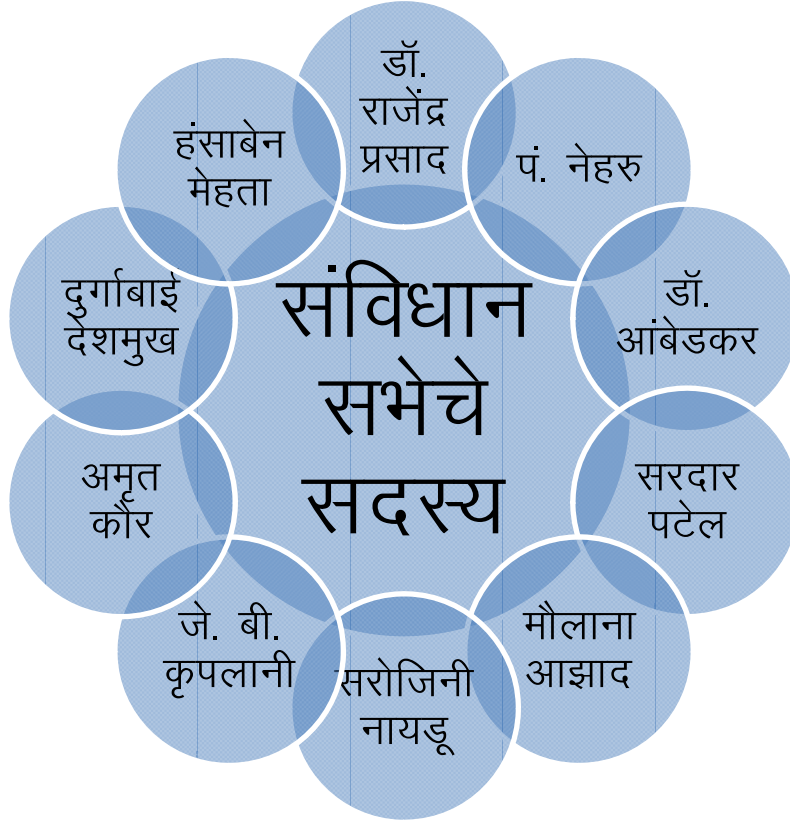 संविधान
सभेचे
सदस्य
डॉ.
राजेंद्र
प्रसाद
पं. नेहरु
डॉ.
आंबेडकर
सरदार
पटेल
मौलाना
आझाद
सरोजिनी
नायडू
जे. बी.
कृपलानी
अमृत
कौर
दुर्गाबाई
देशमुख
हंसाबेन
मेहता